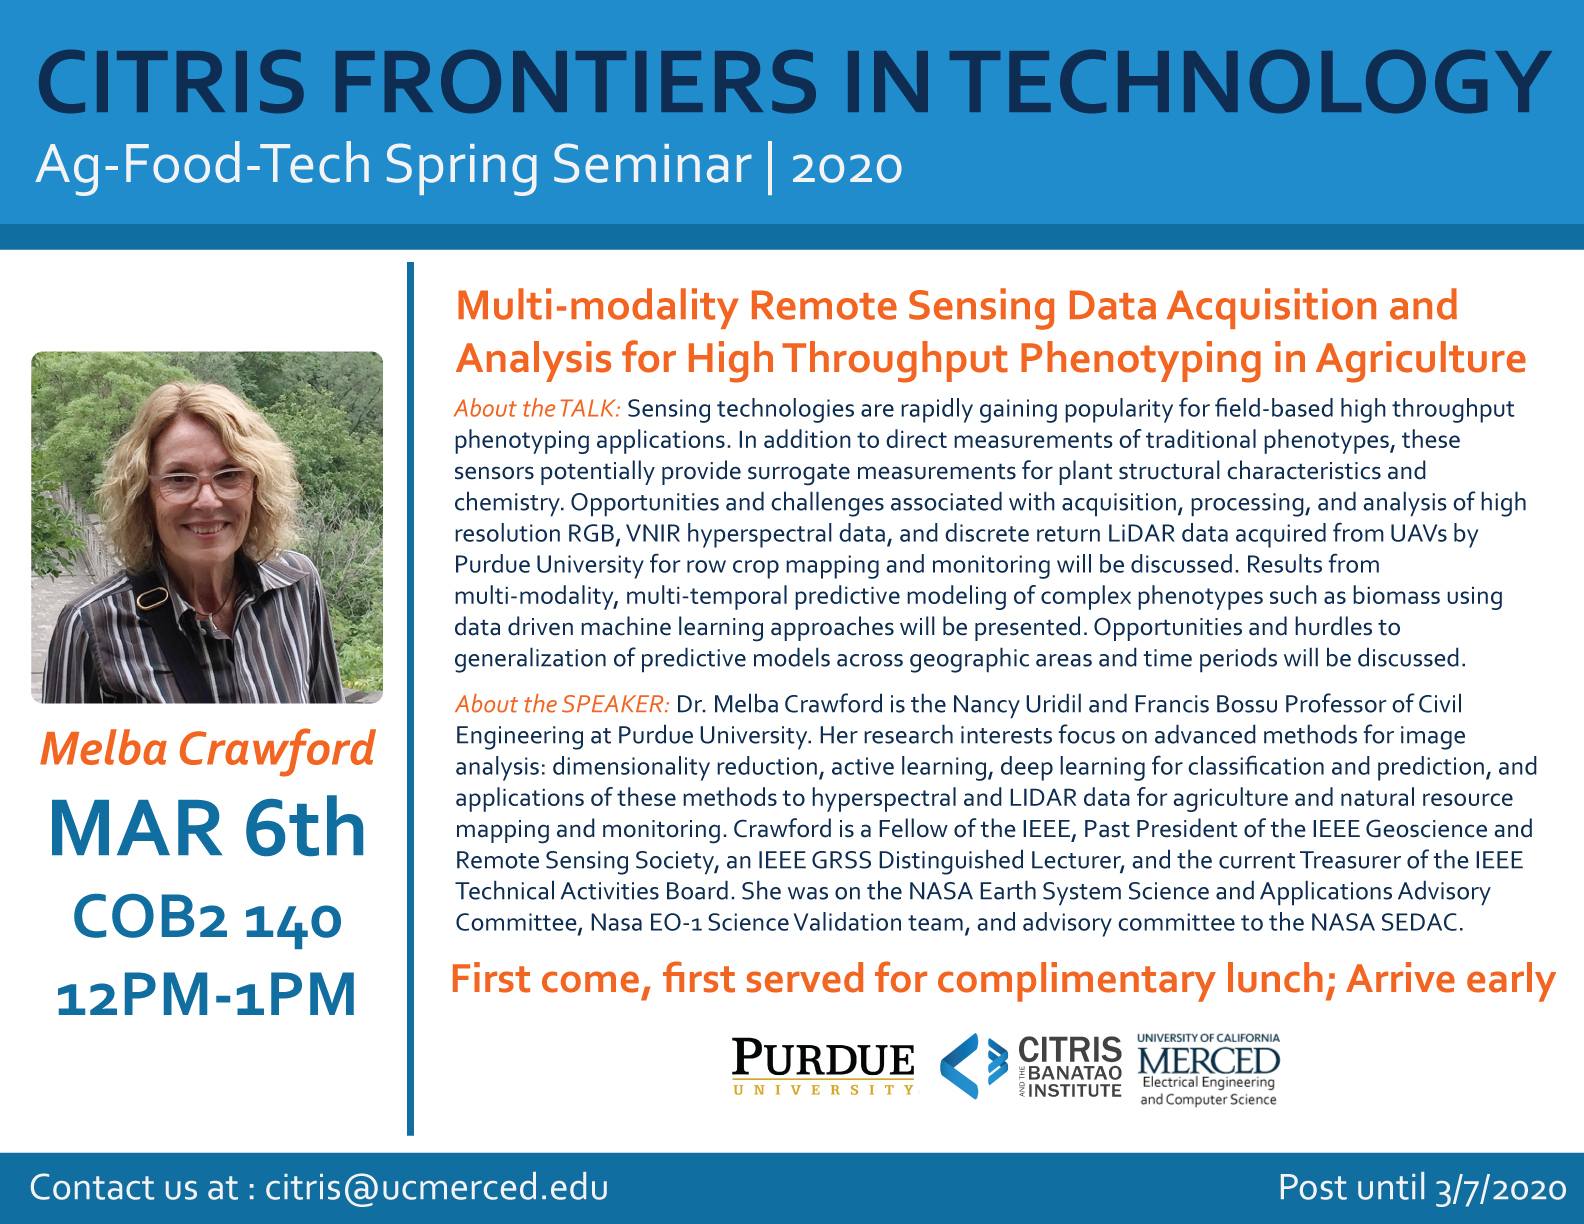 CITRIS FRONTIERS IN TECHNOLOGY
Ag-Food-Tech Spring Seminar | 2020
Melba Crawford
MAR 6th
COB2 140
12PM-1PM
Multi-modality Remote Sensing Data Acquisition and
Analysis for High Throughput Phenotyping in Agriculture
About the TALK: Sensing technologies are rapidly gaining popularity for field-based high throughput
phenotyping applications. In addition to direct measurements of traditional phenotypes, these
sensors potentially provide surrogate measurements for plant structural characteristics and
chemistry. Opportunities and challenges associated with acquisition, processing, and analysis of high
resolution RGB, VNIR hyperspectral data, and discrete return LiDAR data acquired from UAVs by
Purdue University for row crop mapping and monitoring will be discussed. Results from
multi-modality, multi-temporal predictive modeling of complex phenotypes such as biomass using
data driven machine learning approaches will be presented. Opportunities and hurdles to
generalization of predictive models across geographic areas and time periods will be discussed.
About the SPEAKER: Dr. Melba Crawford is the Nancy Uridil and Francis Bossu Professor of Civil
Engineering at Purdue University. Her research interests focus on advanced methods for image
analysis: dimensionality reduction, active learning, deep learning for classification and prediction, and
applications of these methods to hyperspectral and LIDAR data for agriculture and natural resource
mapping and monitoring. Crawford is a Fellow of the IEEE, Past President of the IEEE Geoscience and
Remote Sensing Society, an IEEE GRSS Distinguished Lecturer, and the current Treasurer of the IEEE
Technical Activities Board. She was on the NASA Earth System Science and Applications Advisory
Committee, Nasa EO-1 Science Validation team, and advisory committee to the NASA SEDAC.
First come, first served for complimentary lunch; Arrive early
PURDUE
UNIVERSITY
CITRIS
AND THE
BANATAO
INSTITUTE
UNIVERSITY OF CALIFORNIA
MERCED
Electrical Engineering
and Computer Science
Contact us at : citris@ucmerced.edu
Post until 3/7/2020